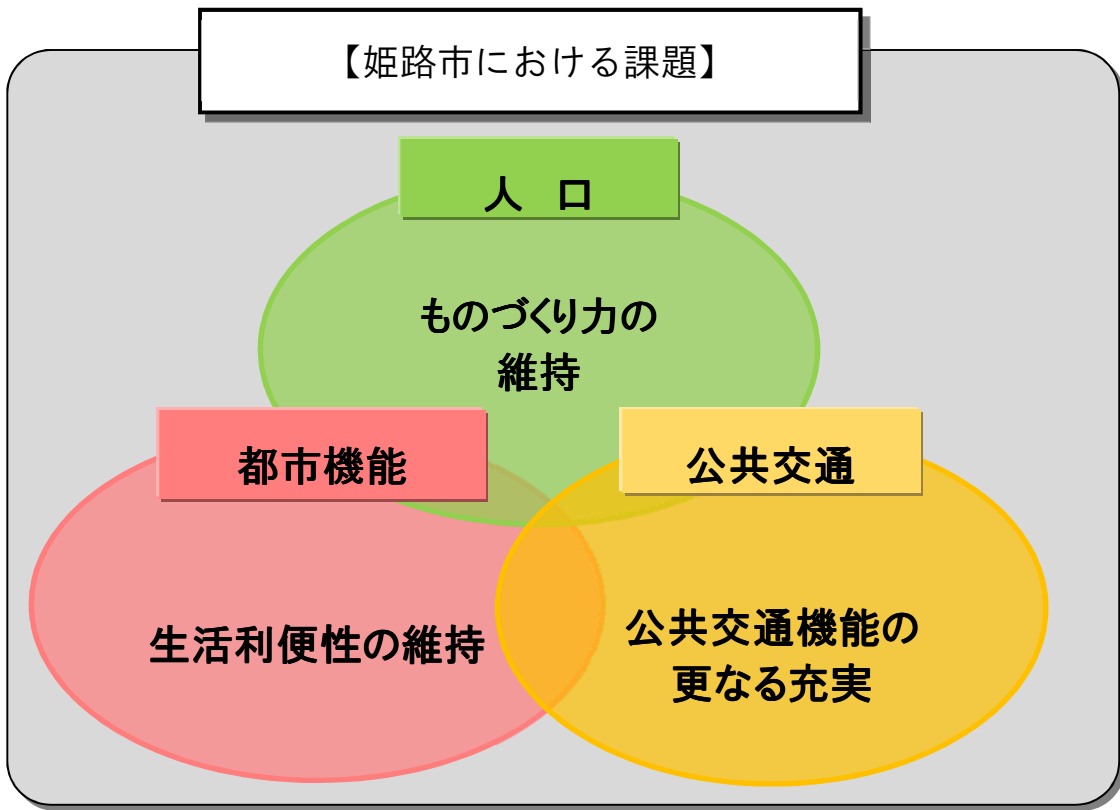 【姫路市における課題】
人　口
ものづくり力の
維持
都市機能
公共交通
生活利便性の維持
公共交通機能の
更なる充実